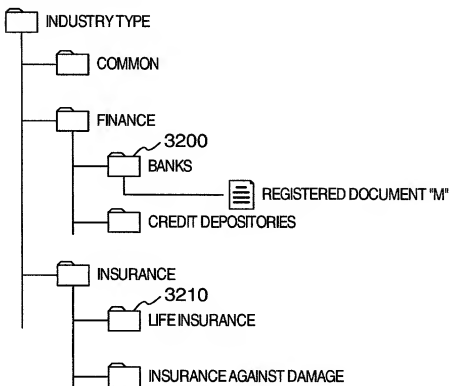 INDUSTRY TYPE
COMMON
FINANCE
3200
BANKS
REGISTERED DOCUMENT "M"
CREDIT DEPOSITORIES
INSURANCE
3210
LIFE INSURANCE
INSURANCE AGAINST DAMAGE